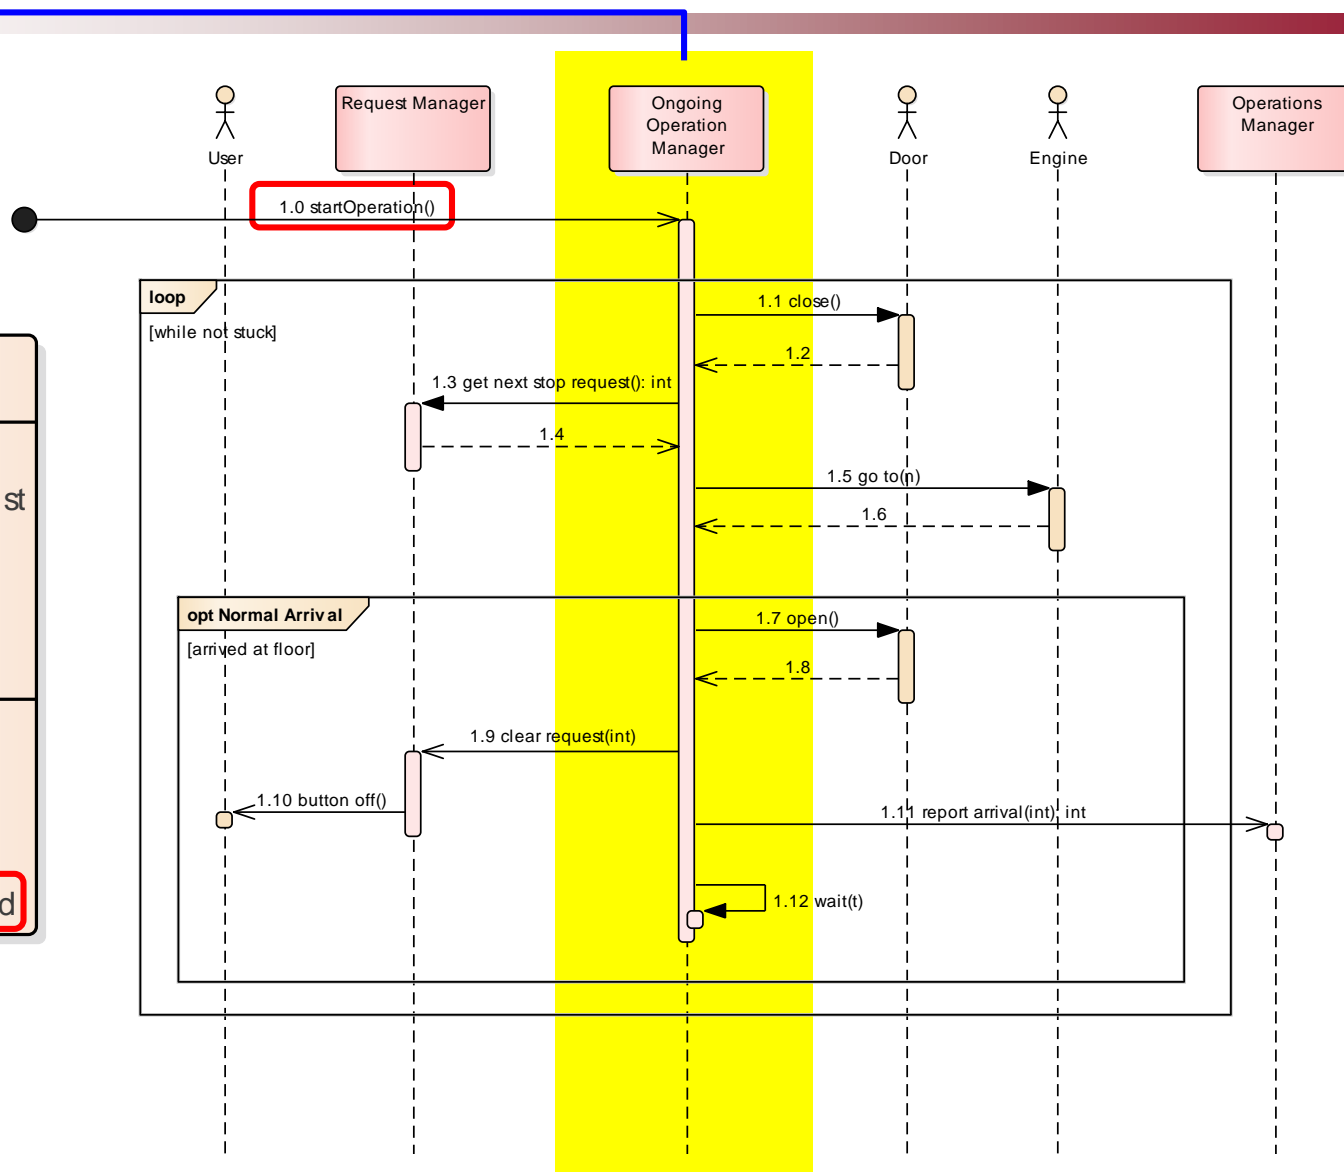 User
Request Manager
Ongoing
Operation
Manager
Door
Engine
Operations
Manager
1.0 startOperation()
loop
[while not stuck]
1.1 close()
1.2
1.3 get next stop request(): int
1.4
st
1.5 go to(n)
1.6
opt Normal Arrival
[arrived at floor]
1.7 open()
1.8
1.9 clear request(int)
1.10 button off()
1.11 report arrival(int): int
1.12 wait(t)
d